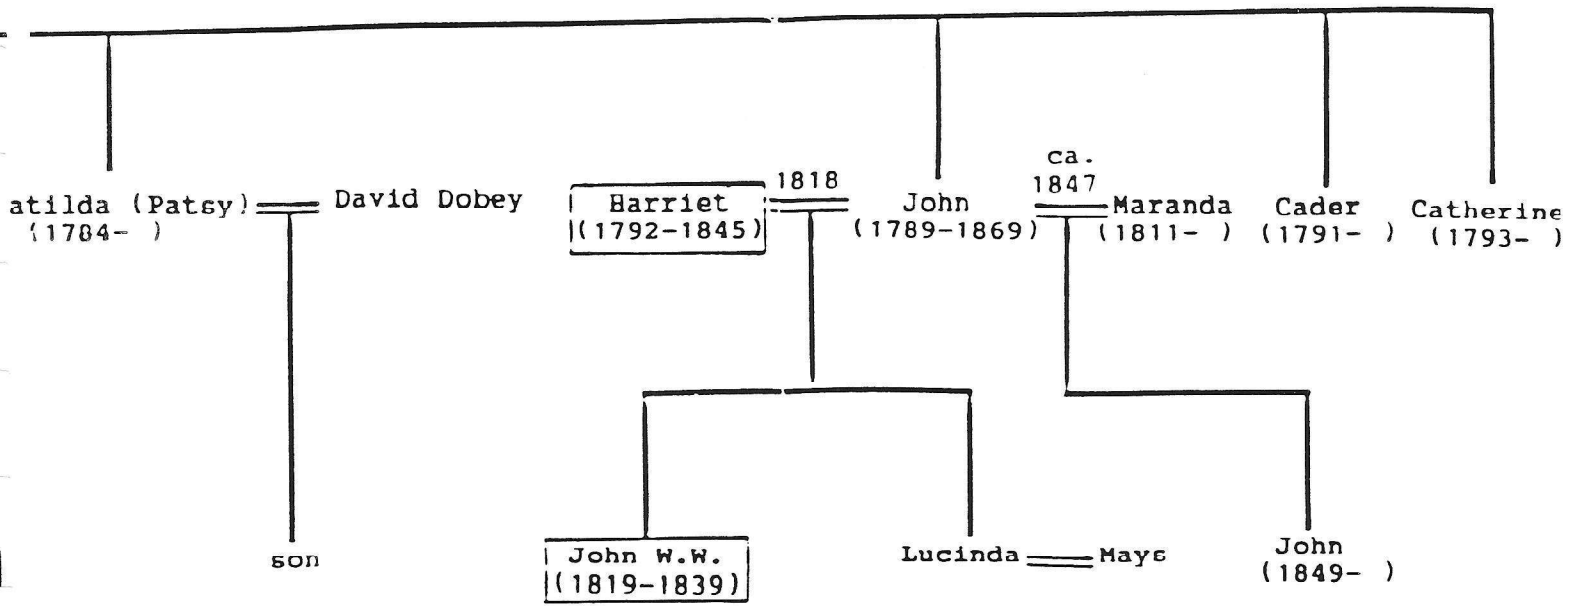 ca.
1818
1847
atilda (Patsy)
David Dobey
Harriet
John
Maranda
Cader
Catherine
(1784- )
(1792-1845)
(1789-1869)
(1811- )
(1791- )
(1793- )
son
John W.W.
Lucinda
Mays
John
(1819-1839)
(1849- )